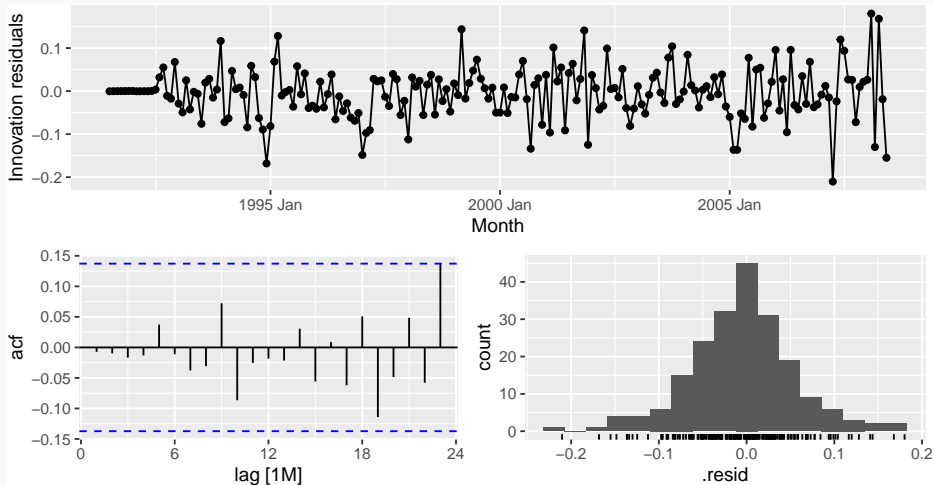 Innovation residuals
0.1
0.0
−0.1
−0.2
1995 Jan
2000 Jan
2005 Jan
Month
acf
0.15
0.10
0.05
0.00
−0.05
−0.10
−0.15
0
6
12
18
24
lag [1M]
count
40
30
20
10
0
−0.2
−0.1
0.0
0.1
0.2
.resid